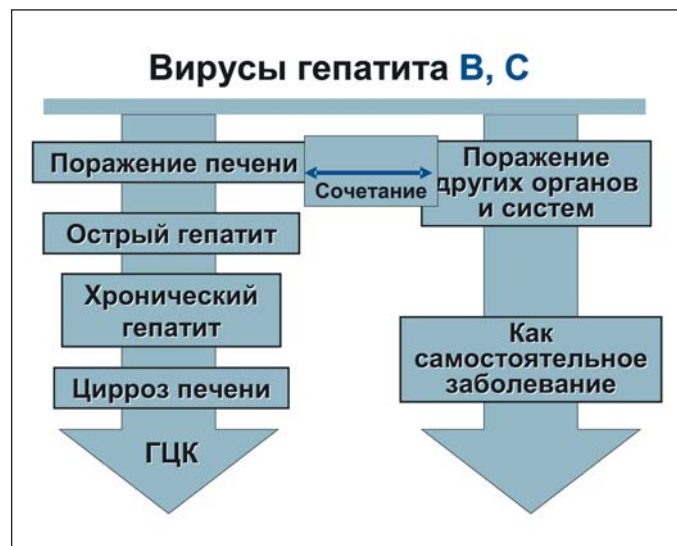 Вирусы гепатита B, C
Поражение печени
Сочетание
Поражение
других органов
и систем
Острый гепатит
Хронический
гепатит
Как
самостоятельное
заболевание
Цирроз печени
ГЦК